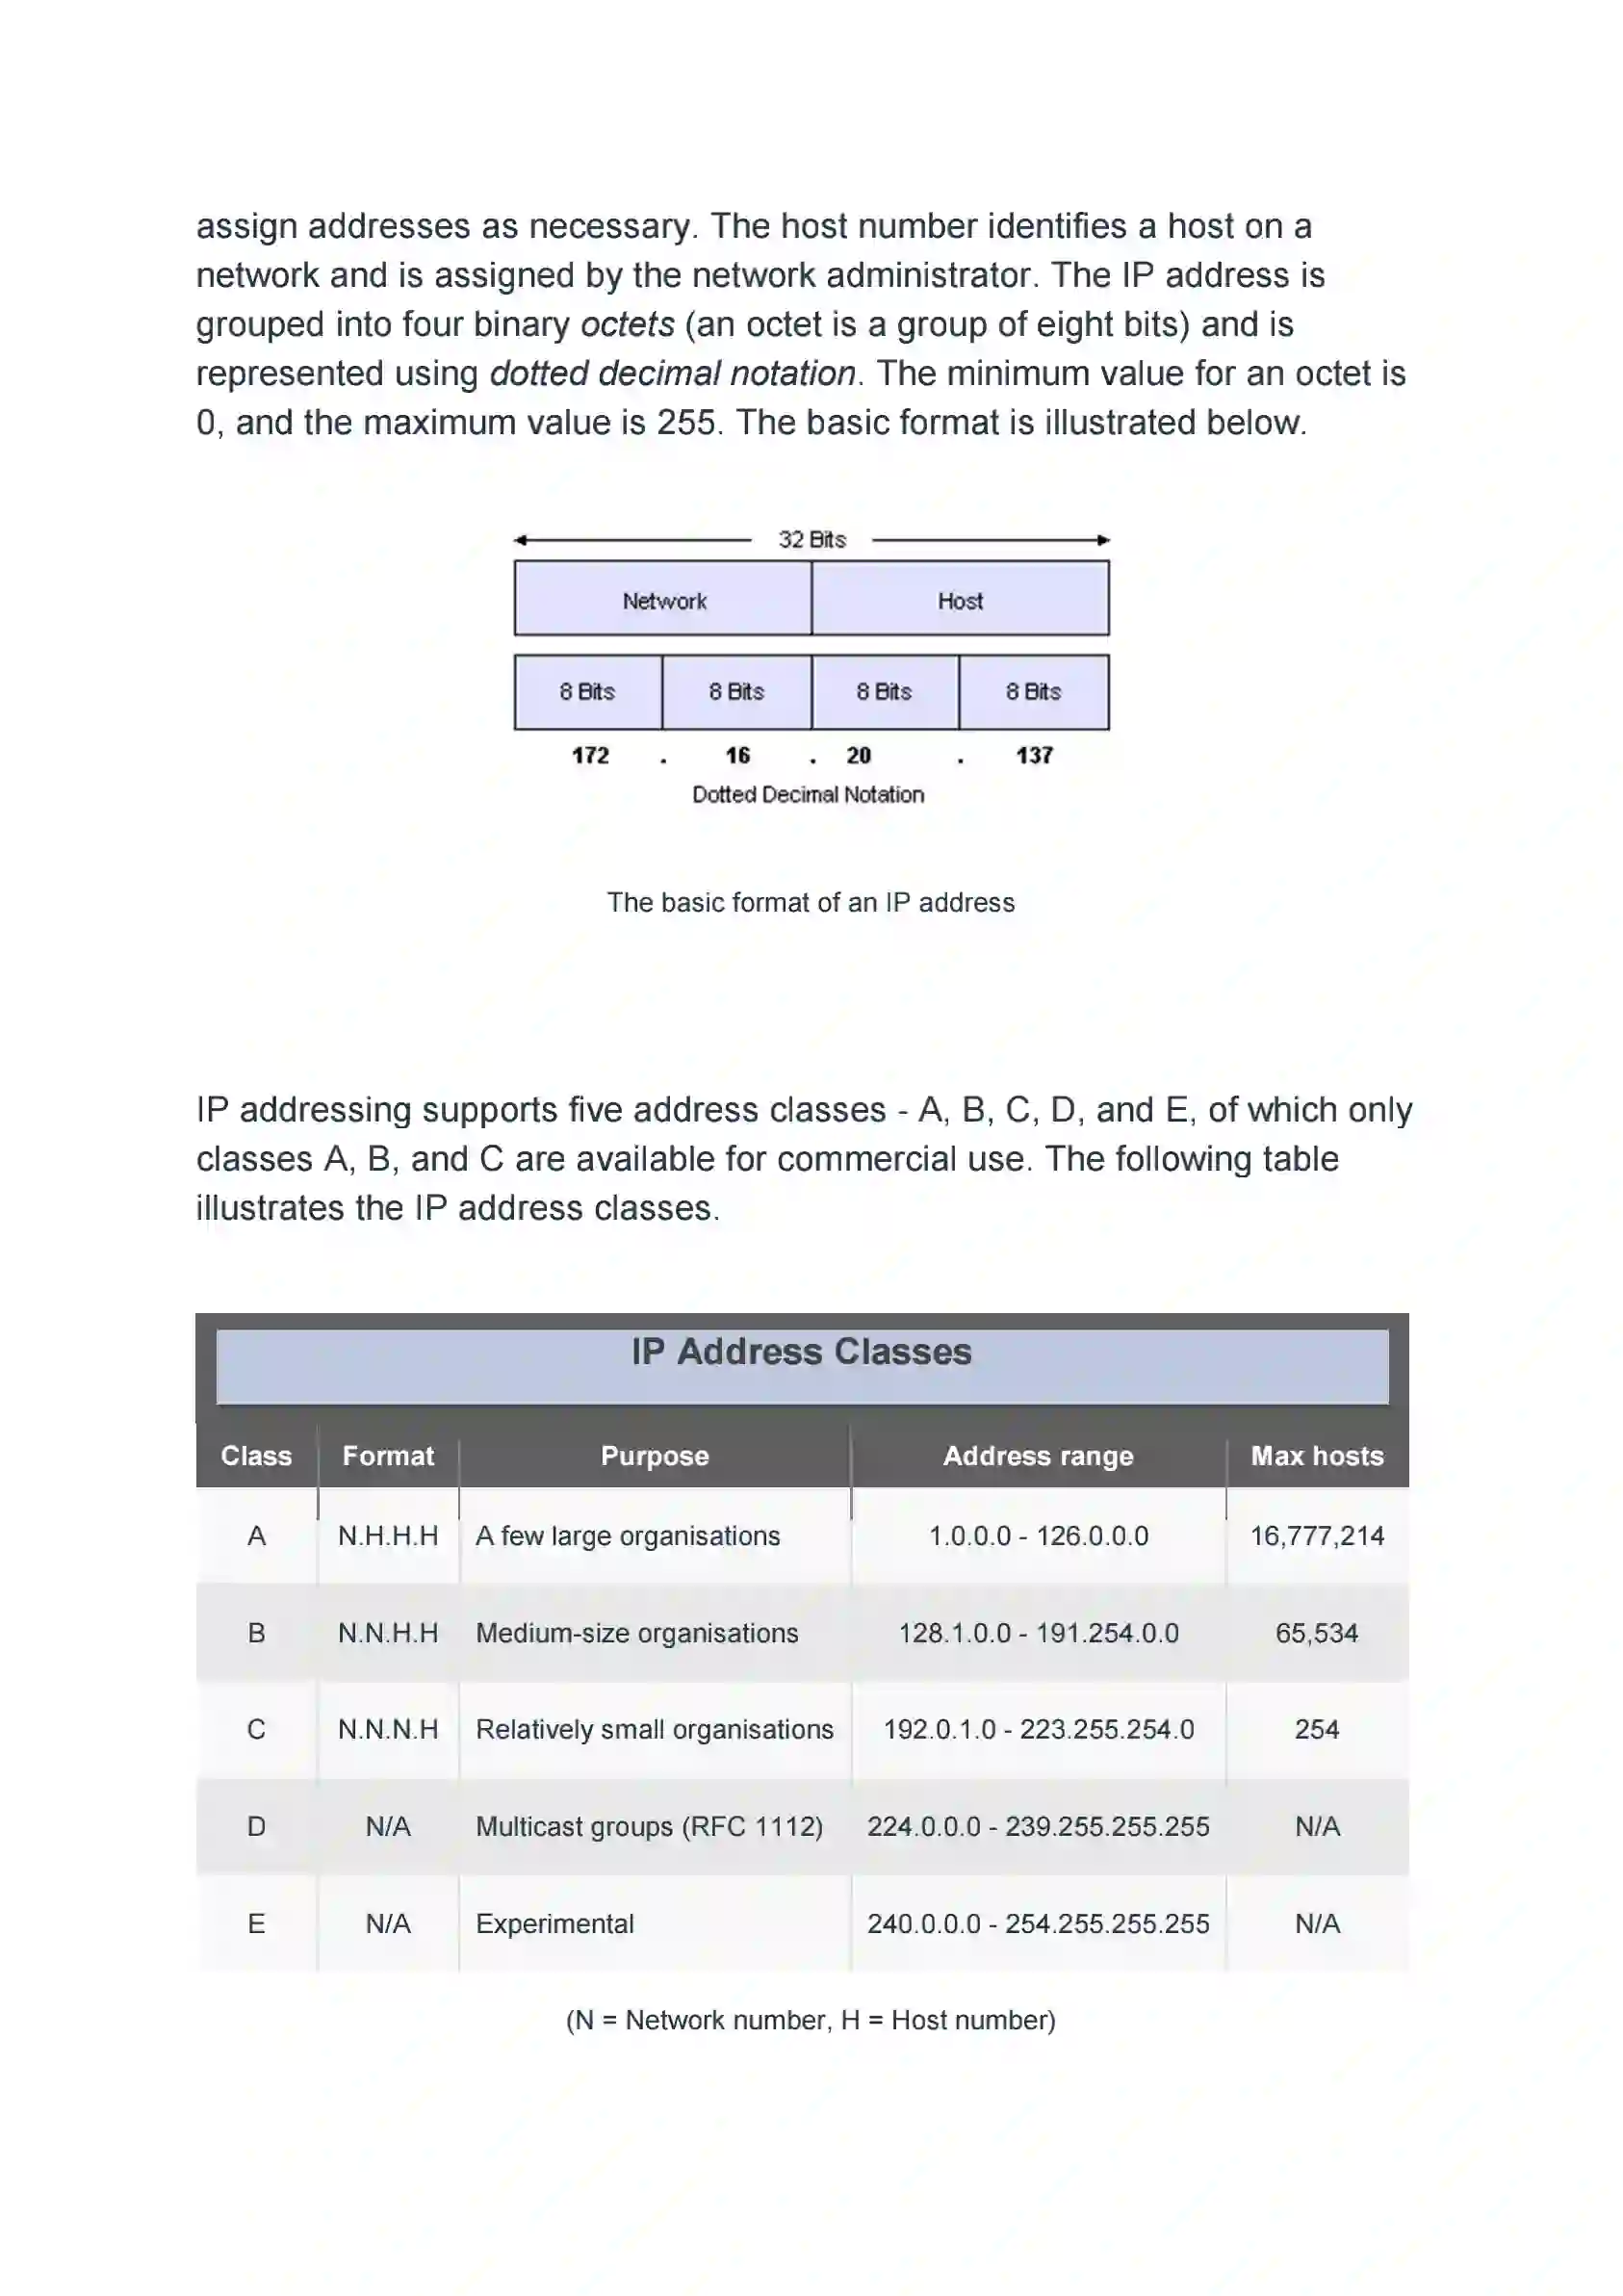 assign addresses as necessary. The host number identifies a host on a
network and is assigned by the network administrator. The IP address is
grouped into four binary octets (an octet is a group of eight bits) and is
represented using dotted decimal notation. The minimum value for an octet is
0, and the maximum value is 255. The basic format is illustrated below.
32 Bits
Network Host
8 Bits 8 Bits 8 Bits 8 Bits
172 . 16 . 20 . 137
Dotted Decimal Notation
The basic format of an IP address
IP addressing supports five address classes - A, B, C, D, and E, of which only
classes A, B, and C are available for commercial use. The following table
illustrates the IP address classes.
IP Address Classes
Class Format Purpose Address range Max hosts
A N.H.H.H A few large organisations 1.0.0.0 - 126.0.0.0 16,777,214
B N.N.H.H Medium-size organisations 128.1.0.0 - 191.254.0.0 65,534
C N.N.N.H Relatively small organisations 192.0.1.0 - 223.255.254.0 254
D N/A Multicast groups (RFC 1112) 224.0.0.0 - 239.255.255.255 N/A
E N/A Experimental 240.0.0.0 - 254.255.255.255 N/A
(N = Network number, H = Host number)